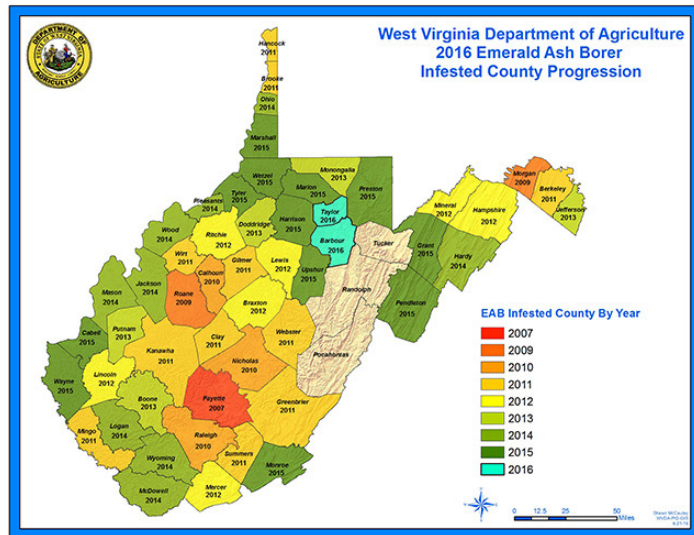 West Virginia Department of Agriculture
2016 Emerald Ash Borer
Infested County Progression
DEPARTMENT OF
AGRICULTURE
Hancock
2011
Brooke
2011
Ohio
2014
Marshall
2015
Wetzel
2015
Monongalia
2013
Marion
2015
Preston
2015
Morgan
2009
Berkeley
2011
Jefferson
2013
Mineral
2012
Hampshire
2012
Tyler
2015
Pleasants
2014
Doddridge
2013
Harrison
2015
Taylor
2016
Barbour
2016
Tucker
Grant
2015
Hardy
2014
Wood
2014
Ritchie
2012
Wirt
2011
Calhoun
2010
Gilmer
2011
Lewis
2012
Upshur
2015
Randolph
Pendleton
2015
Mason
2014
Jackson
2014
Roane
2009
Braxton
2012
Webster
2011
Pocahontas
Cabell
2015
Putnam
2013
Kanawha
2011
Clay
2011
Nicholas
2010
Wayne
2015
Lincoln
2012
Boone
2013
Fayette
2007
Greenbrier
2011
Mingo
2011
Logan
2014
Raleigh
2010
Summers
2011
Monroe
2015
Wyoming
2014
McDowell
2014
Mercer
2012
EAB Infested County By Year
2007
2009
2010
2011
2012
2013
2014
2015
2016
0 12.5 25 50
Miles